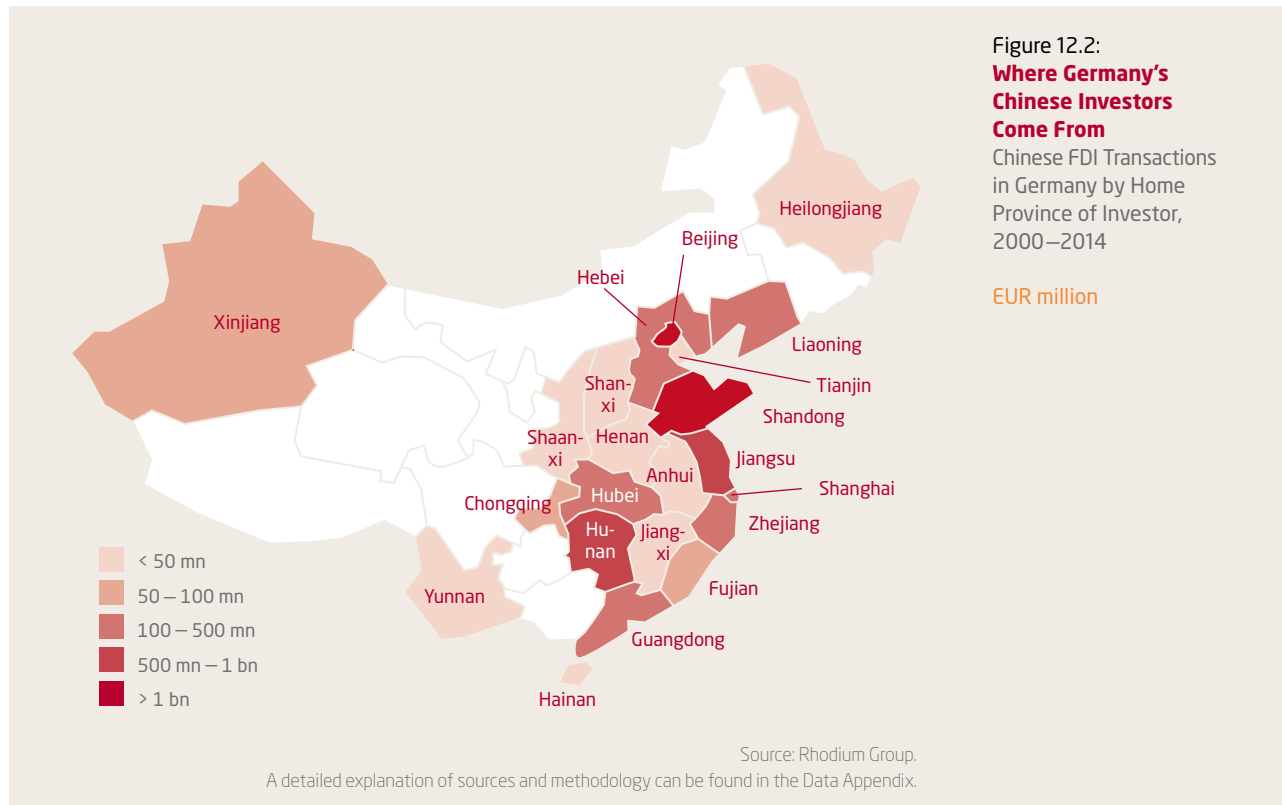 Figure 12.2:
Where Germany's
Chinese Investors
Come From
Chinese FDI Transactions
in Germany by Home
Province of Investor,
2000—2014
EUR million
Heilongjiang
Beijing
Hebei
Xinjiang
Liaoning
Tianjin
Shan-
xi
Shandong
Shaan-
xi
Henan
Jiangsu
Anhui
Shanghai
Hubei
Chongqing
Zhejiang
Hu-
nan
Jiang-
xi
Fujian
Yunnan
Guangdong
Hainan
< 50 mn
50 — 100 mn
100 — 500 mn
500 mn — 1 bn
> 1 bn
Source: Rhodium Group.
A detailed explanation of sources and methodology can be found in the Data Appendix.